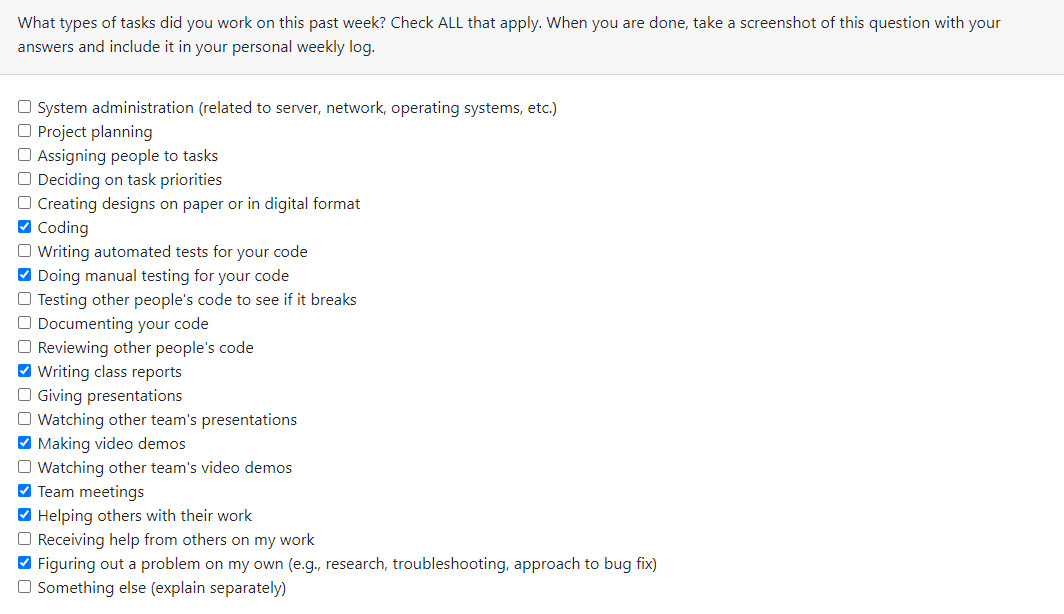 What types of tasks did you work on this past week? Check ALL that apply. When you are done, take a screenshot of this question with your
answers and include it in your personal weekly log.
System administration (related to server, network, operating systems, etc.)
Project planning
Assigning people to tasks
Deciding on task priorities
Creating designs on paper or in digital format
Coding
Writing automated tests for your code
Doing manual testing for your code
Testing other people's code to see if it breaks
Documenting your code
Reviewing other people's code
Writing class reports
Giving presentations
Watching other team's presentations
Making video demos
Watching other team's video demos
Team meetings
Helping others with their work
Receiving help from others on my work
Figuring out a problem on my own (e.g., research, troubleshooting, approach to bug fix)
Something else (explain separately)